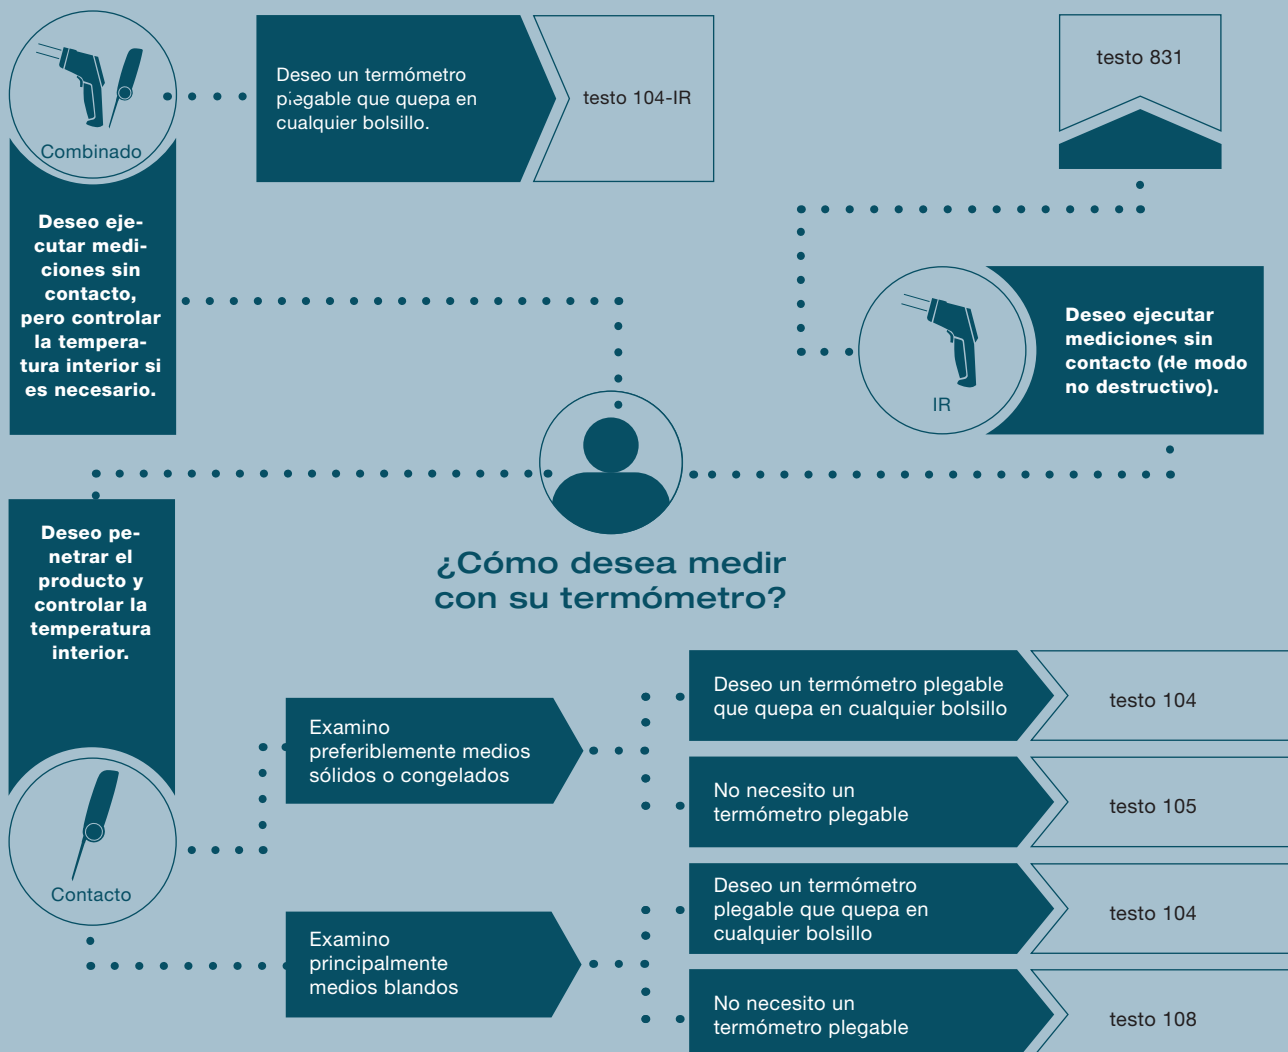 Combinado
Deseo eje-
cutar medi-
ciones sin
contacto,
pero controlar
la tempera-
tura interior si
es necesario.
Deseo un termómetro
plegable que quepa en
cualquier bolsillo.
testo 104-IR
testo 831
IR
Deseo ejecutar
mediciones sin
contacto (de modo
no destructivo).
¿Cómo desea medir
con su termómetro?
Deseo pe-
netrar el
producto y
controlar la
temperatura
interior.
Contacto
Examino
preferiblemente medios
sólidos o congelados
Deseo un termómetro plegable
que quepa en cualquier bolsillo
testo 104
No necesito un
termómetro plegable
testo 105
Examino
principalmente
medios blandos
Deseo un termómetro
plegable que quepa en
cualquier bolsillo
testo 104
No necesito un
termómetro plegable
testo 108